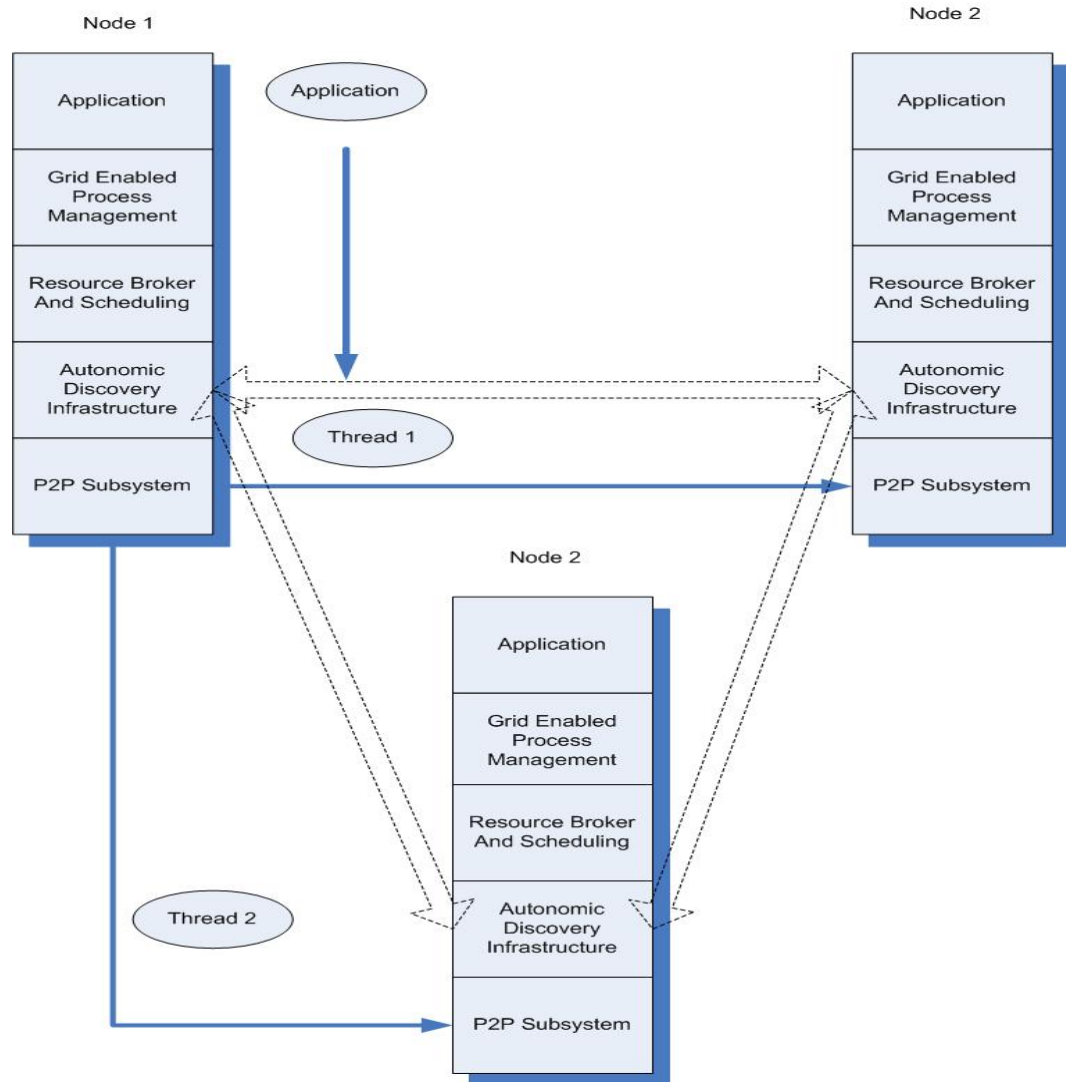 Node 1
Application
Grid Enabled
Process
Management
Resource Broker
And Scheduling
Autonomic
Discovery
Infrastructure
P2P Subsystem
Application
Thread 1
Node 2
Application
Grid Enabled
Process
Management
Resource Broker
And Scheduling
Autonomic
Discovery
Infrastructure
P2P Subsystem
Thread 2
Node 2
Application
Grid Enabled
Process
Management
Resource Broker
And Scheduling
Autonomic
Discovery
Infrastructure
P2P Subsystem